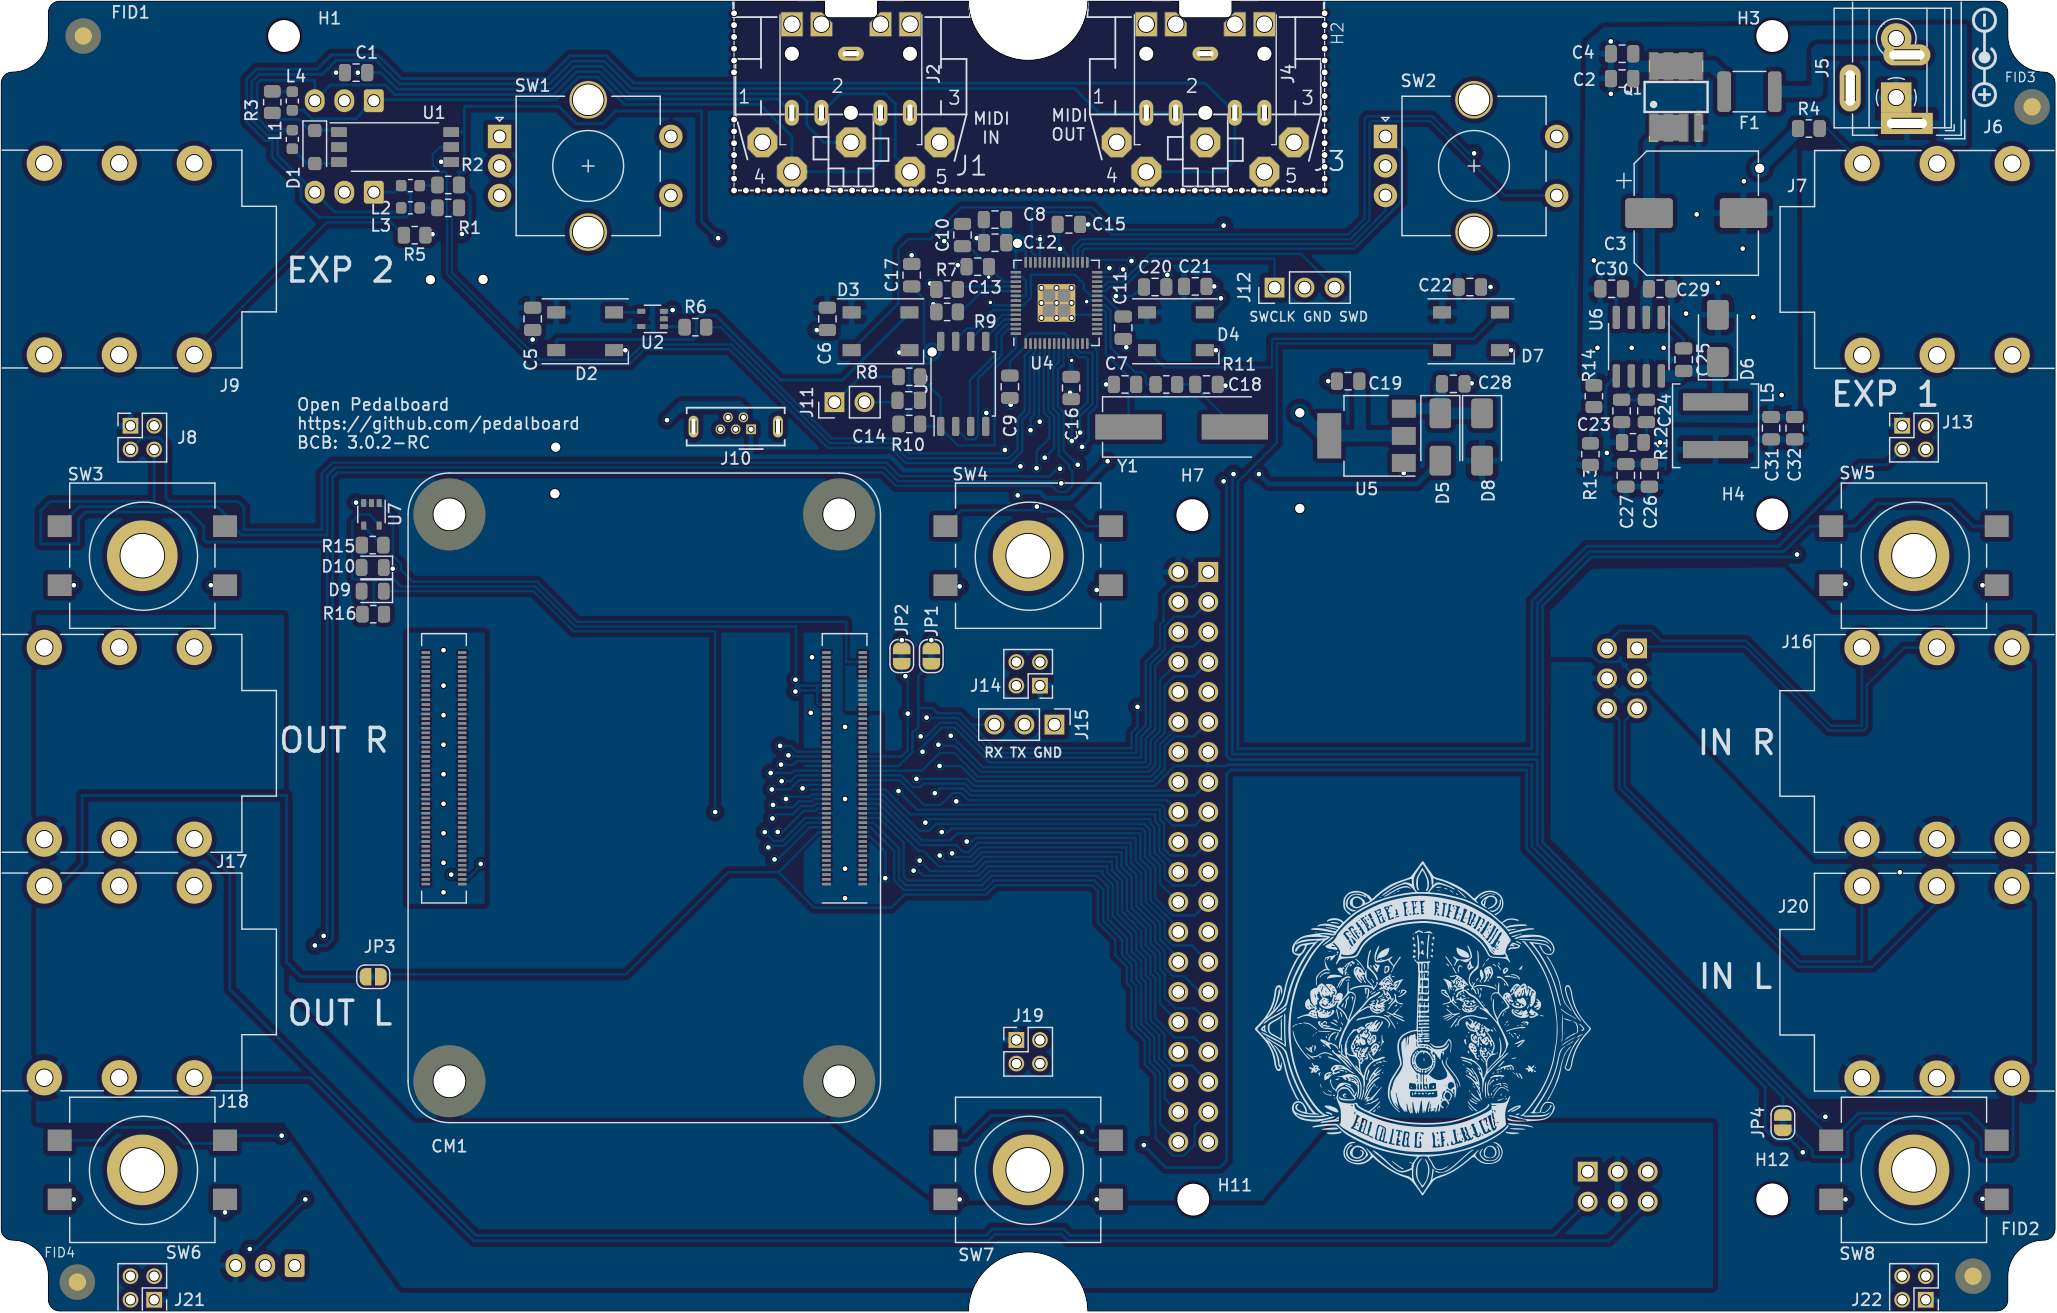 FID1
H1
H3
H2
FID3
C1
L4
R3
L1
U1
D1
R2
L2
L3
R1
R5
SW1
J2
2
1
3
MIDI
IN
4
5
J1
J4
2
1
3
MIDI
OUT
4
5
J3
SW2
C4
C2
Q1
F1
R4
J5
J6
J7
C3
EXP 2
C8
C15
C10
C12
C17
R7
C13
C20
C21
C11
J12
SWCLK GND SWD
C22
C30
C29
U6
D3
R6
U2
C5
D2
C6
R9
U4
D4
R11
D7
R14
C25
D6
L5
EXP 1
J9
R8
C7
C18
C19
C28
J11
C14
R10
C9
C16
Open Pedalboard
https://github.com/pedalboard
BCB: 3.0.2-RC
J8
J10
Y1
H7
U5
D5
D8
C23
C24
R12
R13
C27
C26
C31
C32
J13
SW3
SW4
H4
SW5
U7
R15
D10
D9
R16
JP2
JP1
J14
J15
RX TX GND
J16
OUT R
IN R
J17
J20
JP3
IN L
OUT L
J19
J18
CM1
JP4
H12
H11
FID4
SW6
SW7
SW8
FID2
J21
J22